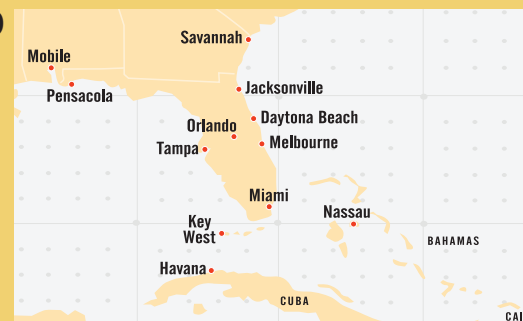 Savannah
Mobile
Pensacola
Jacksonville
Daytona Beach
Orlando
Melbourne
Tampa
Miami
Nassau
Key
West
BAHAMAS
Havana
CUBA